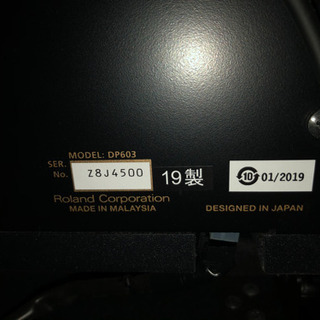 MODEL: DP603
SER. No. Z8J4500 19製 10 01/2019
Roland Corporation
MADE IN MALAYSIA DESIGNED IN JAPAN